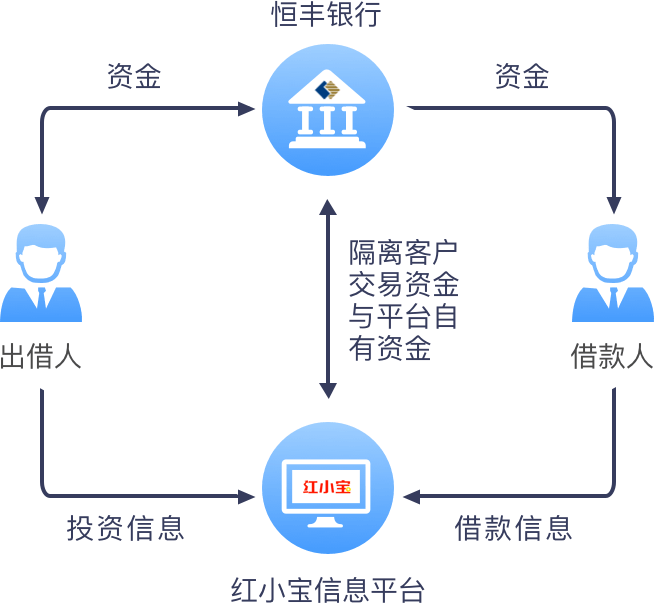 恒丰银行
资金
资金
隔离客户
交易资金
与平台自
有资金
出借人
借款人
红小宝
投资信息
借款信息
红小宝信息平台